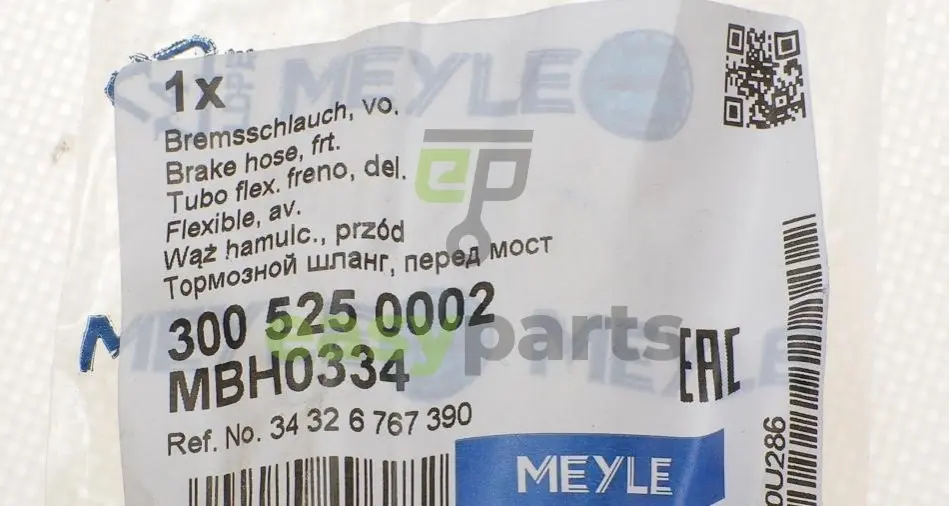 MEYLE
1x
Bremsschlauch, vo.
Brake hose, frt.
Tubo flex. freno, del.
Flexible, av.
Wąż hamulc., przód
Тормозной шланг, перед мост
300 525 0002
MBH0334
Ref. No. 34 32 6 767 390
easyparts
EAC
MEYLE